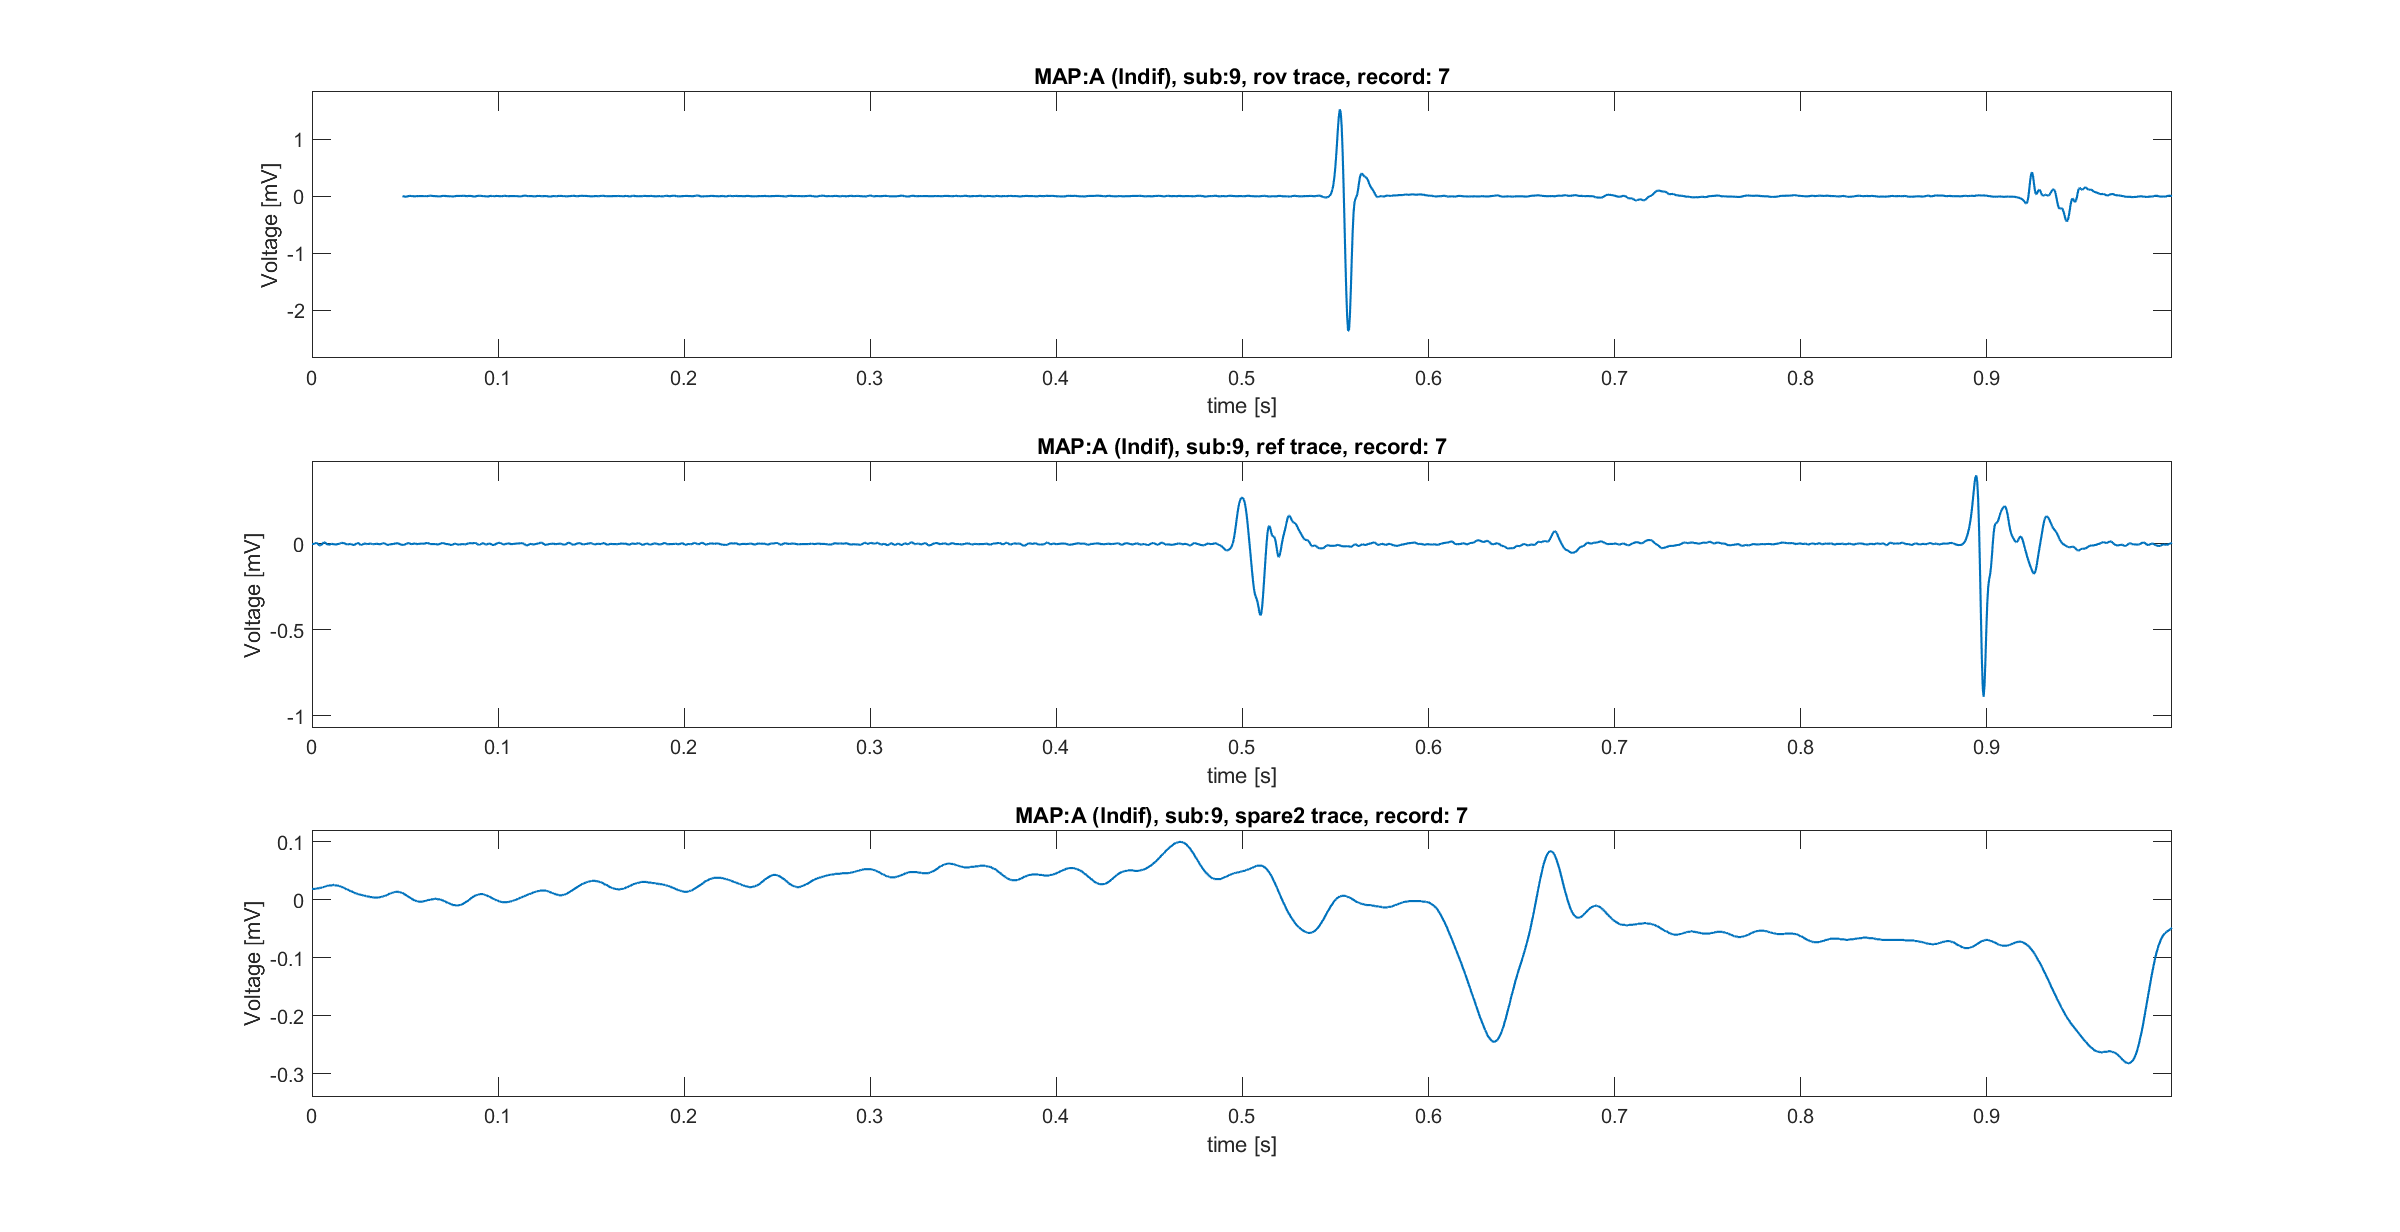 MAP:A (Indif), sub:9, rov trace, record: 7
Voltage [mV]
1
0
-1
-2
0 0.1 0.2 0.3 0.4 0.5 0.6 0.7 0.8 0.9
time [s]
MAP:A (Indif), sub:9, ref trace, record: 7
Voltage [mV]
0
-0.5
-1
0 0.1 0.2 0.3 0.4 0.5 0.6 0.7 0.8 0.9
time [s]
MAP:A (Indif), sub:9, spare2 trace, record: 7
Voltage [mV]
0.1
0
-0.1
-0.2
-0.3
0 0.1 0.2 0.3 0.4 0.5 0.6 0.7 0.8 0.9
time [s]